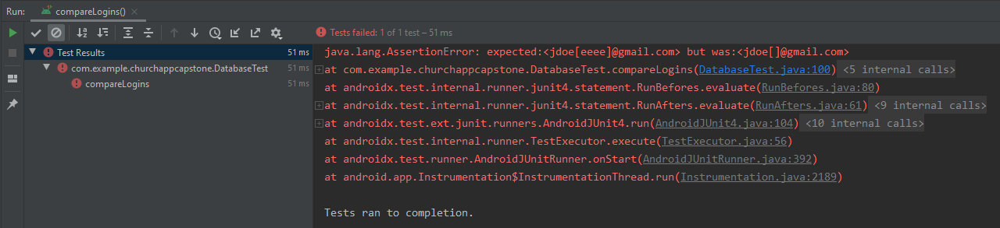 Run: compareLogins() ×
Tests failed: 1 of 1 test – 51 ms
Test Results 51 ms
com.example.churchappcapstone.DatabaseTest 51 ms
compareLogins 51 ms
java.lang.AssertionError: expected:<jdoe[eeee]@gmail.com> but was:<jdoe[]@gmail.com>
at com.example.churchappcapstone.DatabaseTest.compareLogins(DatabaseTest.java:100) <5 internal calls>
at androidx.test.internal.runner.junit4.statement.RunBefores.evaluate(RunBefores.java:80)
at androidx.test.internal.runner.junit4.statement.RunAfters.evaluate(RunAfters.java:61) <9 internal calls>
at androidx.test.ext.junit.runners.AndroidJUnit4.run(AndroidJUnit4.java:104) <10 internal calls>
at androidx.test.internal.runner.TestExecutor.execute(TestExecutor.java:56)
at androidx.test.runner.AndroidJUnitRunner.onStart(AndroidJUnitRunner.java:392)
at android.app.Instrumentation$InstrumentationThread.run(Instrumentation.java:2189)
Tests ran to completion.